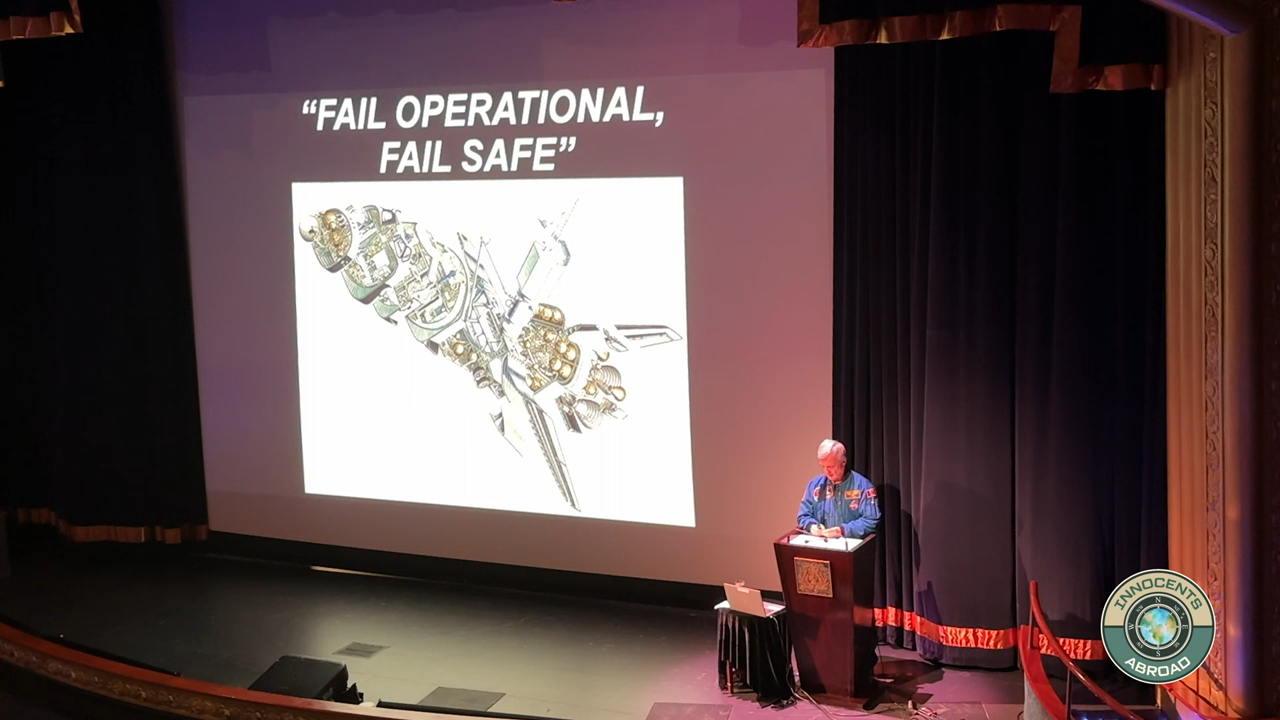 “FAIL OPERATIONAL,
FAIL SAFE”
INNOCENTS
ABROAD